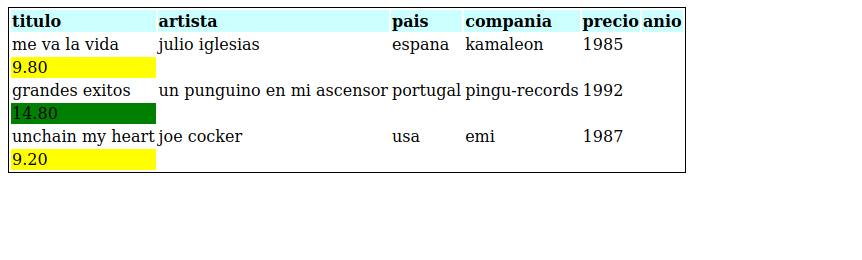 titulo artista pais compania precio anio
me va la vida julio iglesias espana kamaleon 1985
9.80
grandes exitos un punguino en mi ascensor portugal pingu-records 1992
14.80
unchain my heart joe cocker usa emi 1987
9.20